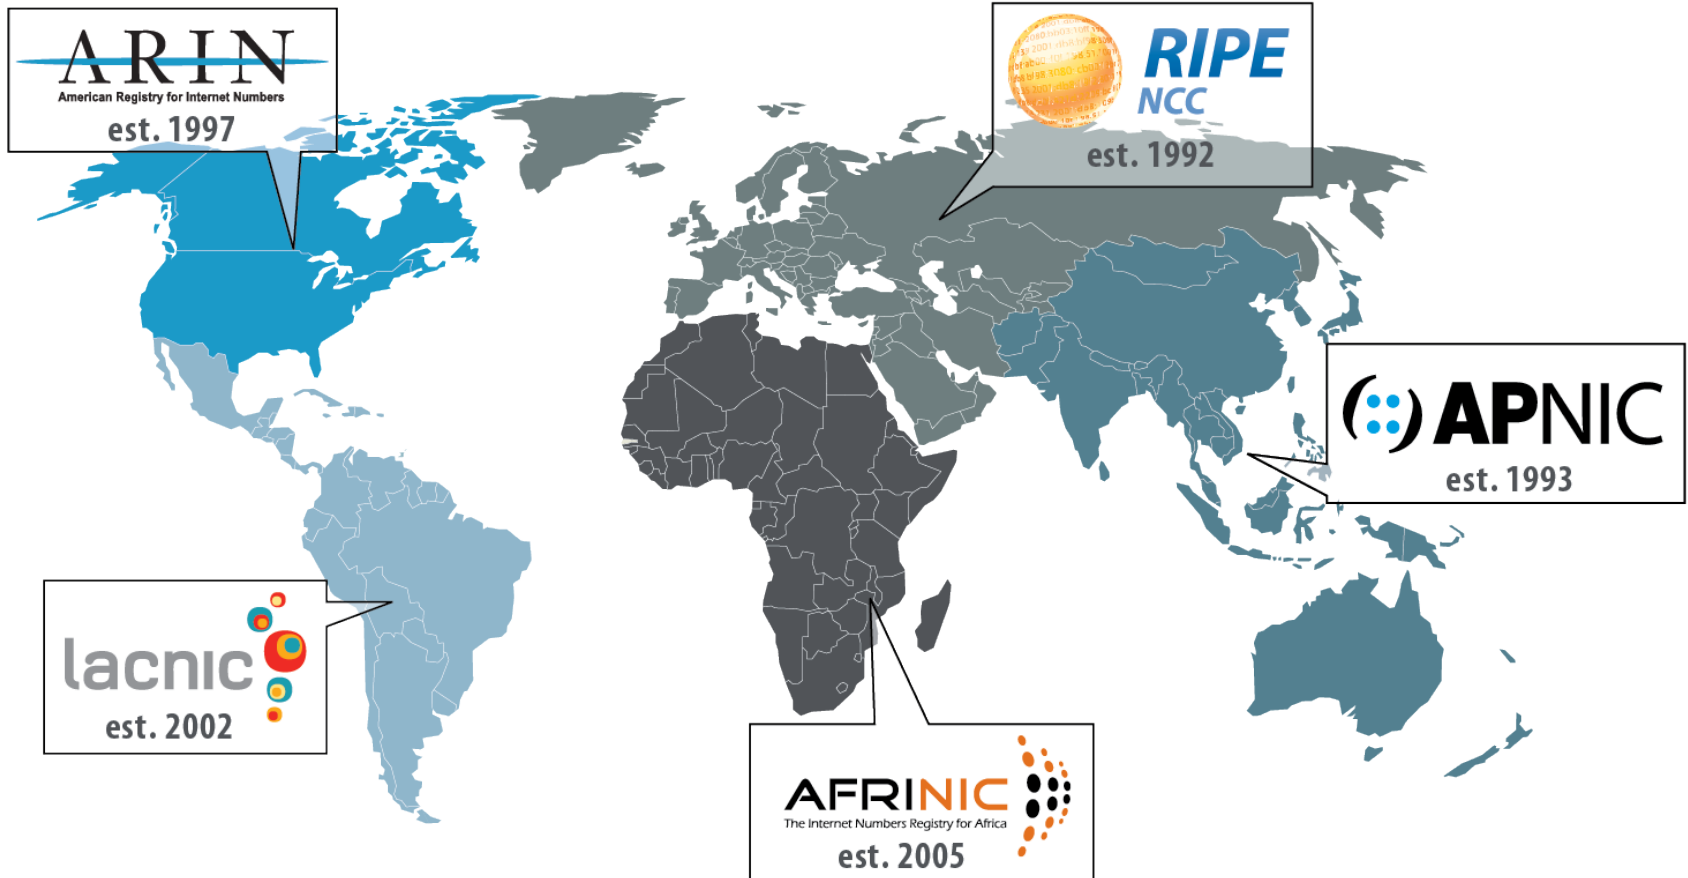 ARIN
American Registry for Internet Numbers
est. 1997
RIPE
NCC
est. 1992
APNIC
est. 1993
lacnic
est. 2002
AFRINIC
The Internet Numbers Registry for Africa
est. 2005